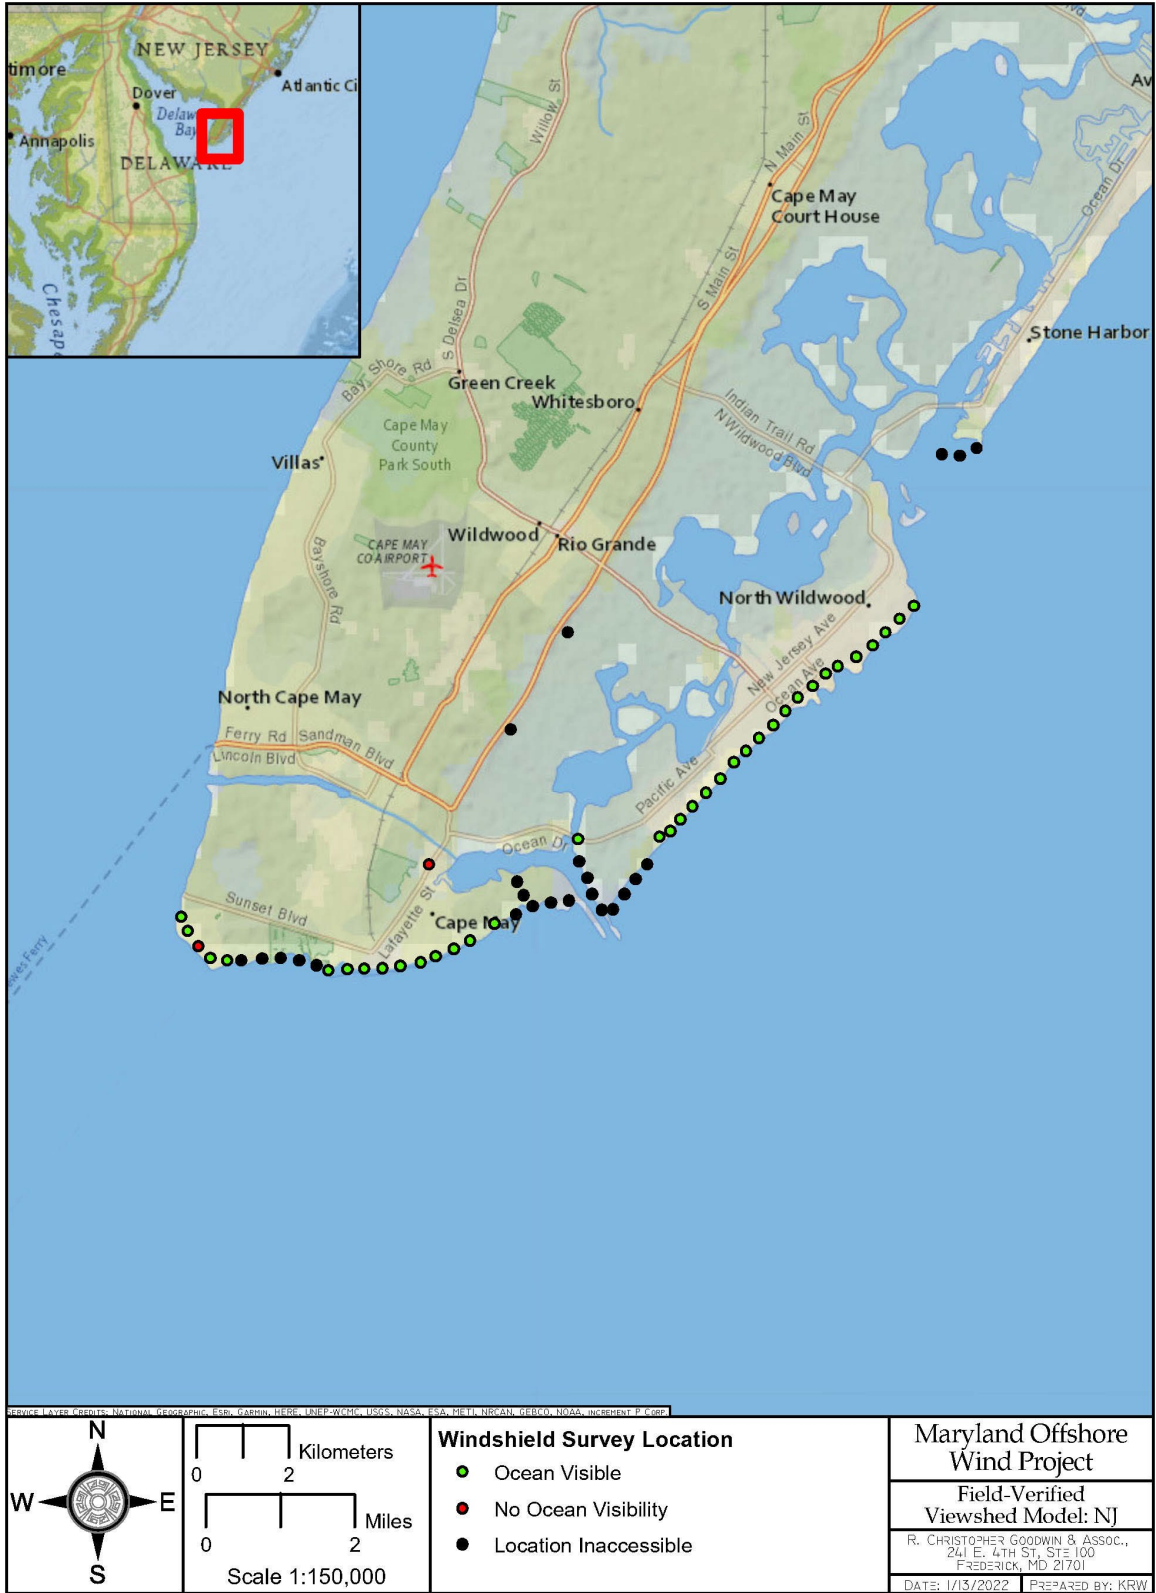 NEW JERSEY
timore
Dover
Atlantic Ci
Delaw
Bay
Annapolis
DELAWARE
Chesap
Willow St
N Main St
Av
Ocean Dr
Cape May
Court House
S Main St
S Delsea Dr
Stone Harbor
Bay Shore Rd
Green Creek
Whitesboro
Indian Trail Rd
N Wildwood Blvd
Cape May
County
Park South
Villas
Wildwood
Rio Grande
CAPE MAY
CO AIRPORT
Bayshore Rd
North Wildwood
New Jersey Ave
Ocean Ave
North Cape May
Ferry Rd
Sandman Blvd
Lincoln Blvd
Pacific Ave
Ocean Dr
Sunset Blvd
Lafayette St
Cape May
ewes Ferry
Service Layer Credits: National Geographic, Esri, Garmin, HERE, UNEP-WCMC, USGS, NASA, ESA, METI, NRCAN, GEBCO, NOAA, increment P Corp.
N
W
E
S
Kilometers
0
2
Miles
0
2
Scale 1:150,000
Windshield Survey Location
Ocean Visible
No Ocean Visibility
Location Inaccessible
Maryland Offshore
Wind Project
Field-Verified
Viewshed Model: NJ
R. Christopher Goodwin & Assoc.,
241 E. 4th St, Ste 100
Frederick, MD 21701
Date: 1/13/2022
Prepared by: KRW